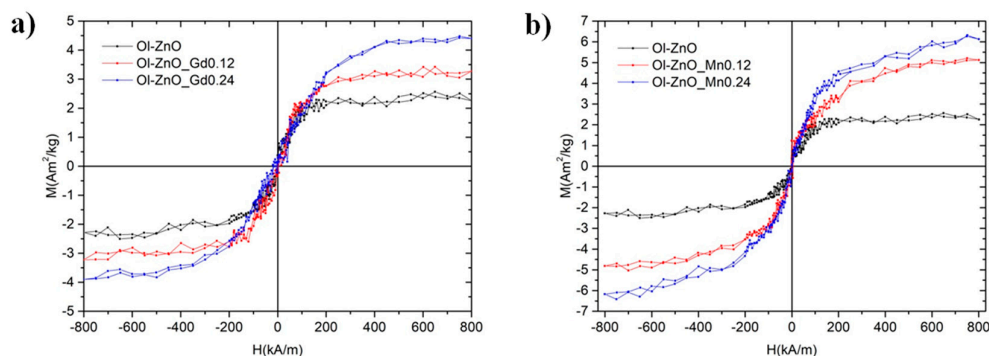 a)
5
4
3
2
1
0
-1
-2
-3
-4
-5
M(Am²/kg)
Ol-ZnO
Ol-ZnO_Gd0.12
Ol-ZnO_Gd0.24
-800 -600 -400 -200 0 200 400 600 800
H(kA/m)
b)
7
6
5
4
3
2
1
0
-1
-2
-3
-4
-5
-6
-7
M(Am²/kg)
Ol-ZnO
Ol-ZnO_Mn0.12
Ol-ZnO_Mn0.24
-800 -600 -400 -200 0 200 400 600 800
H(kA/m)